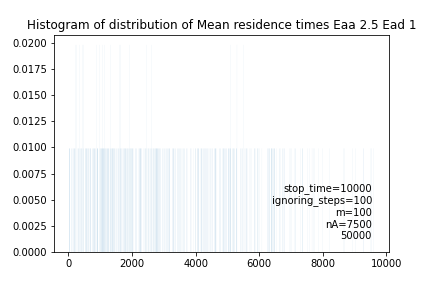 Histogram of distribution of Mean residence times Eaa 2.5 Ead 1
0.0200
0.0175
0.0150
0.0125
0.0100
0.0075
0.0050
0.0025
0.0000
stop_time=10000
ignoring_steps=100
m=100
nA=7500
50000
0 2000 4000 6000 8000 10000